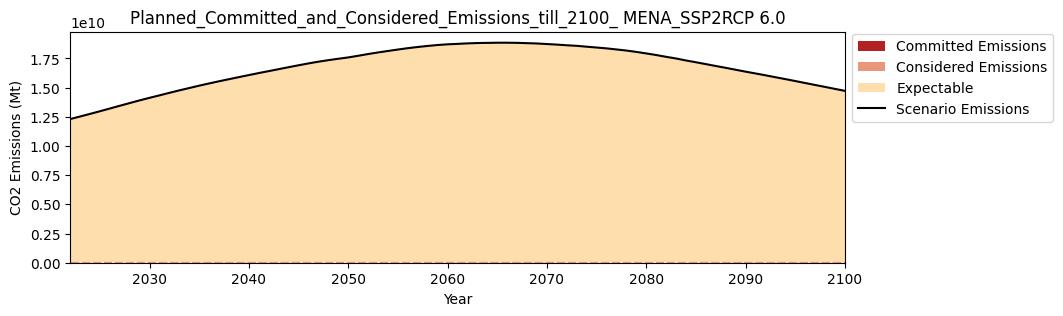 Planned_Committed_and_Considered_Emissions_till_2100_ MENA_SSP2RCP 6.0
1e10
1.75
1.50
1.25
1.00
0.75
0.50
0.25
0.00
CO2 Emissions (Mt)
2030 2040 2050 2060 2070 2080 2090 2100
Year
Committed Emissions
Considered Emissions
Expectable
Scenario Emissions